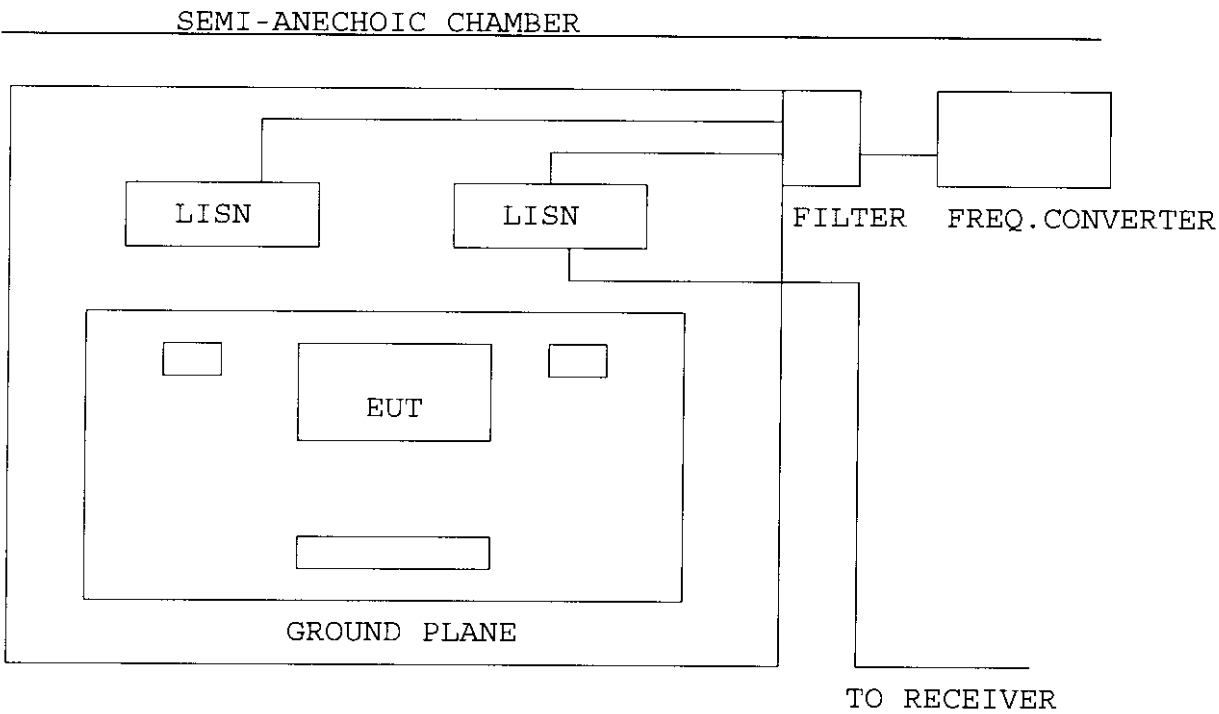 SEMI-ANECHOIC CHAMBER
LISN
LISN
FILTER
FREQ.CONVERTER
EUT
GROUND PLANE
TO RECEIVER